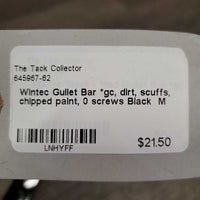 The Tack Collector
645967-62
Wintec Gullet Bar *gc, dirt, scuffs,
chipped paint, 0 screws Black M
LNHYFF
$21.50